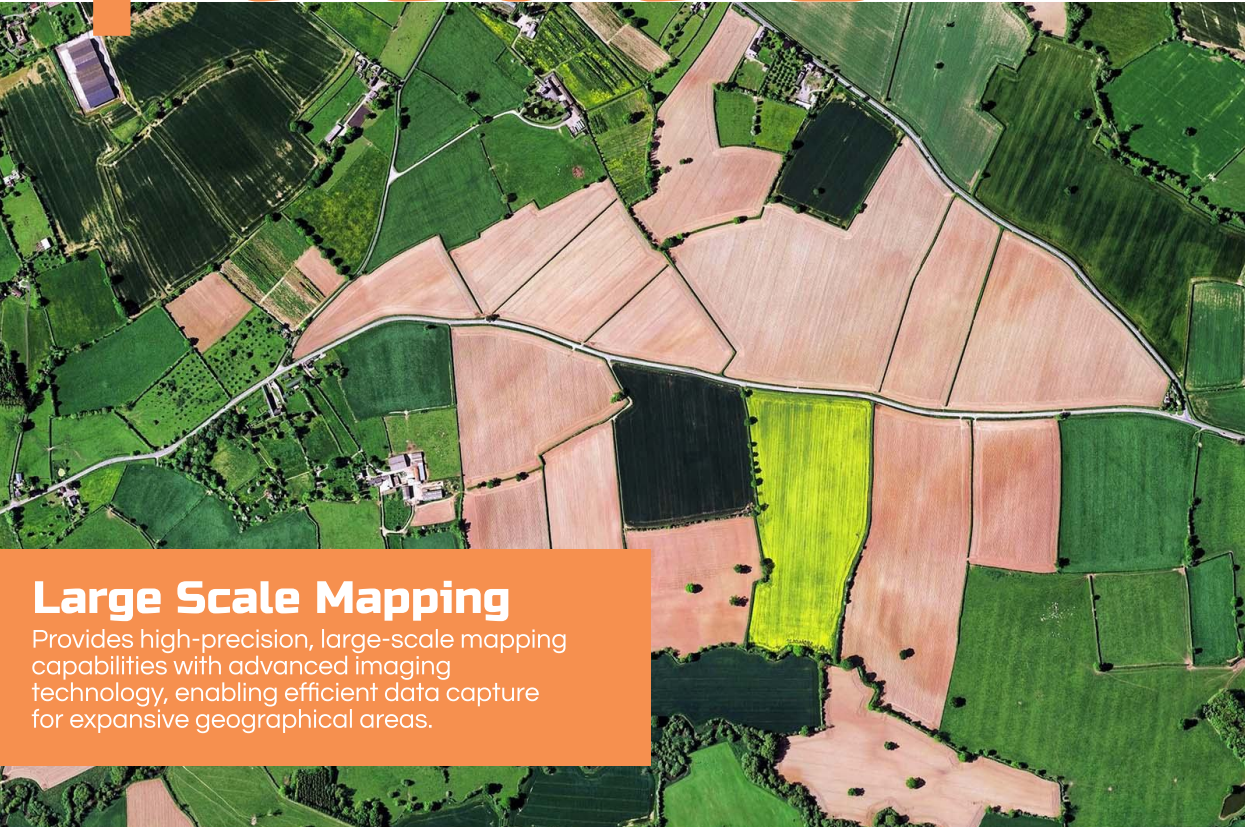 Large Scale Mapping
Provides high-precision, large-scale mapping
capabilities with advanced imaging
technology, enabling efficient data capture
for expansive geographical areas.